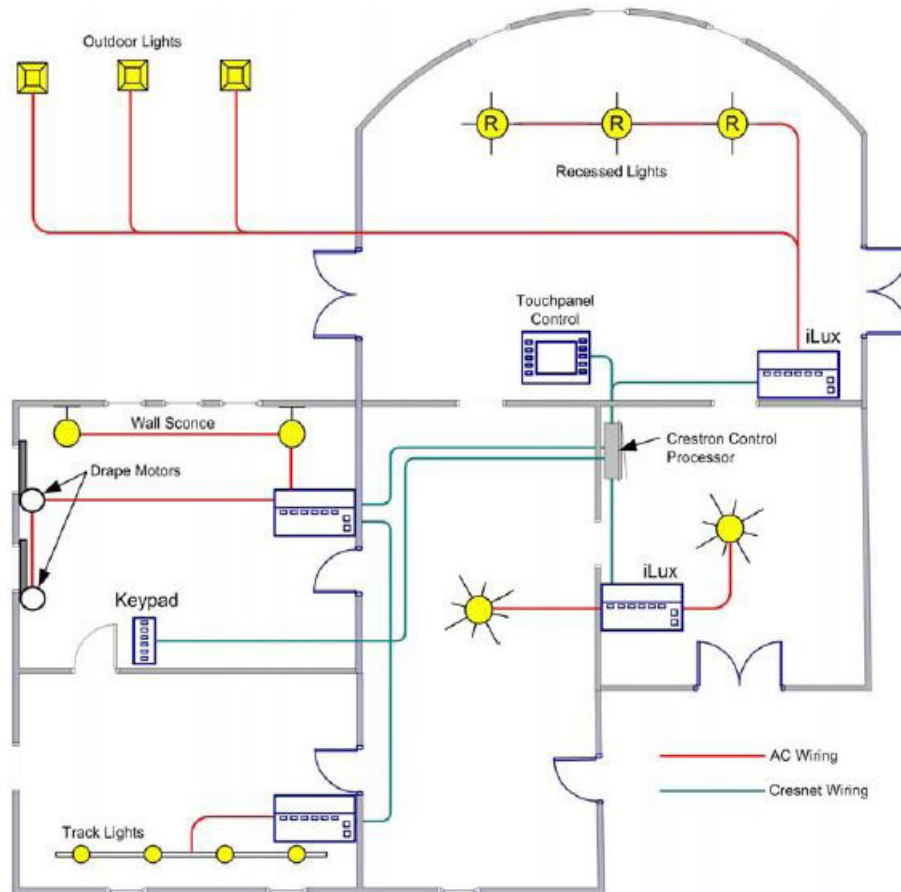 Outdoor Lights
R
R
R
Recessed Lights
Touchpanel
Control
iLux
Wall Sconce
Crestron Control
Processor
Drape Motors
iLux
Keypad
AC Wiring
Cresnet Wiring
Track Lights